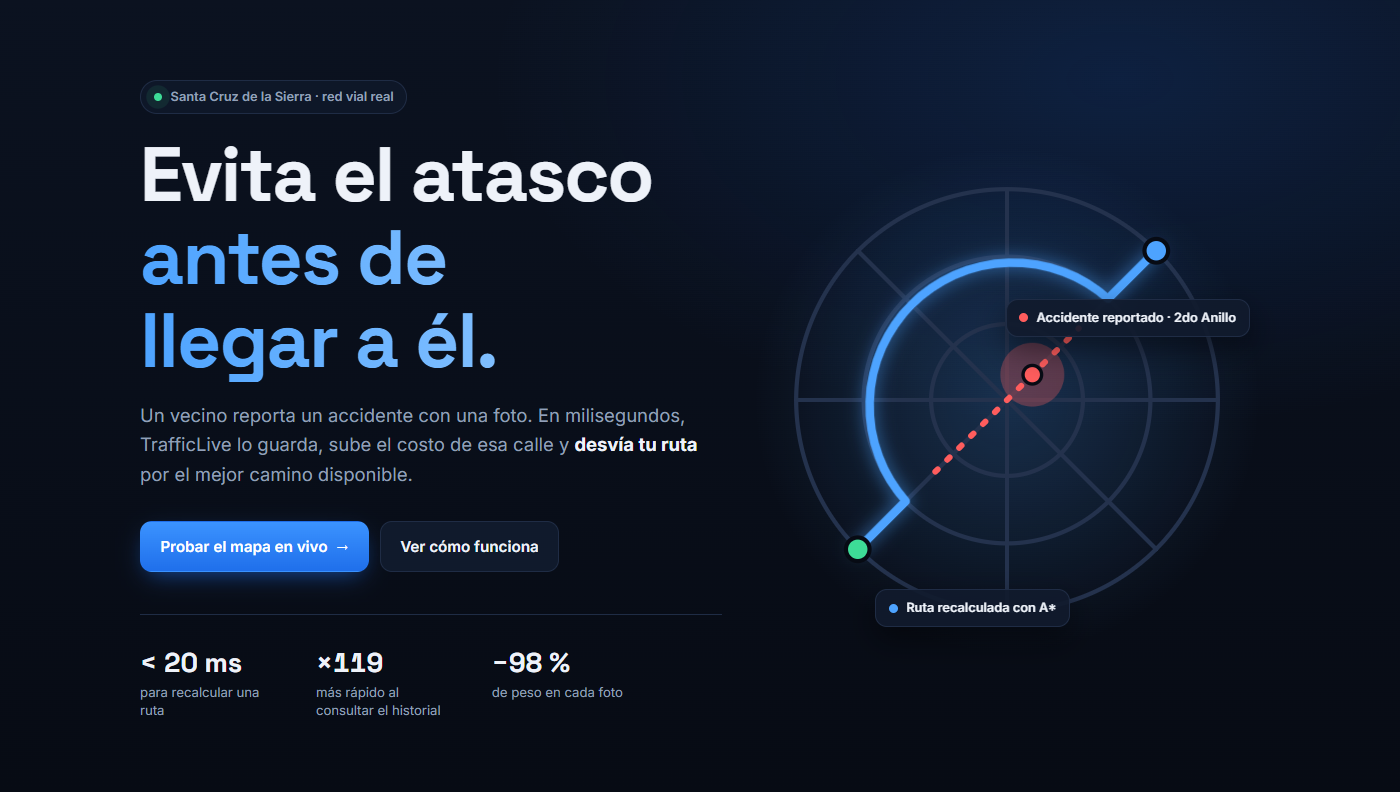 Santa Cruz de la Sierra · red vial real
Evita el atasco
antes de
llegar a él.
Un vecino reporta un accidente con una foto. En milisegundos,
TrafficLive lo guarda, sube el costo de esa calle y desvía tu ruta
por el mejor camino disponible.
Probar el mapa en vivo →
Ver cómo funciona
< 20 ms
para recalcular una
ruta
×119
más rápido al
consultar el historial
−98 %
de peso en cada foto
Accidente reportado · 2do Anillo
Ruta recalculada con A*